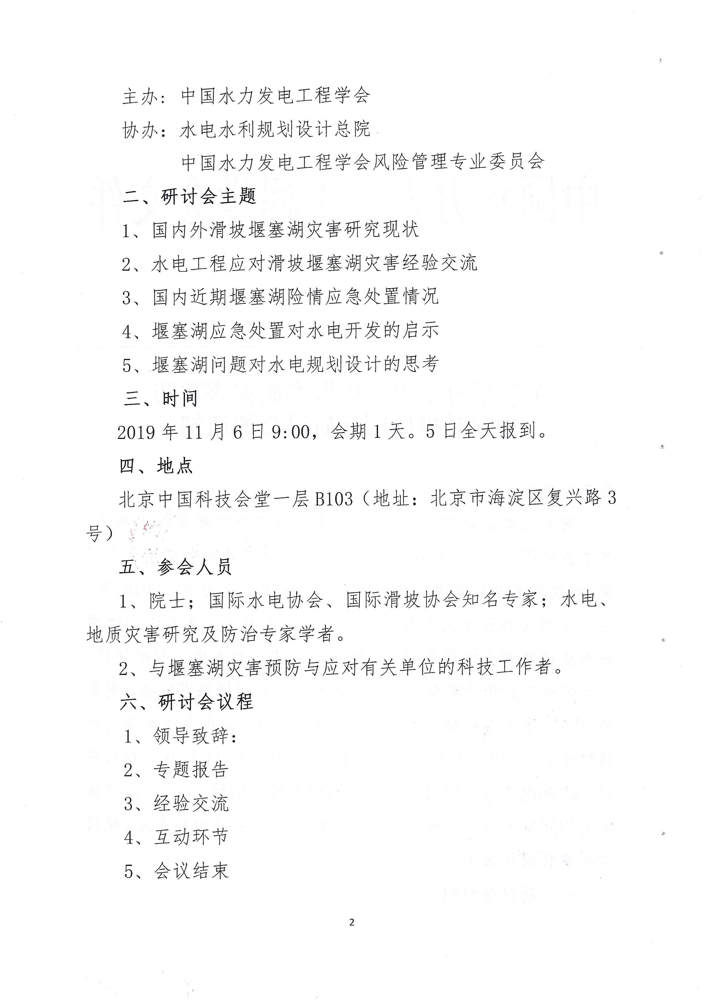 主办：中国水力发电工程学会
协办：水电水利规划设计总院
中国水力发电工程学会风险管理专业委员会
二、研讨会主题
1、国内外滑坡堰塞湖灾害研究现状
2、水电工程应对滑坡堰塞湖灾害经验交流
3、国内近期堰塞湖险情应急处置情况
4、堰塞湖应急处置对水电开发的启示
5、堰塞湖问题对水电规划设计的思考
三、时间
2019年11月6日9:00，会期1天。5日全天报到。
四、地点
北京中国科技会堂一层B103（地址：北京市海淀区复兴路3
号）
五、参会人员
1、院士；国际水电协会、国际滑坡协会知名专家；水电、
地质灾害研究及防治专家学者。
2、与堰塞湖灾害预防与应对有关单位的科技工作者。
六、研讨会议程
1、领导致辞：
2、专题报告
3、经验交流
4、互动环节
5、会议结束
2